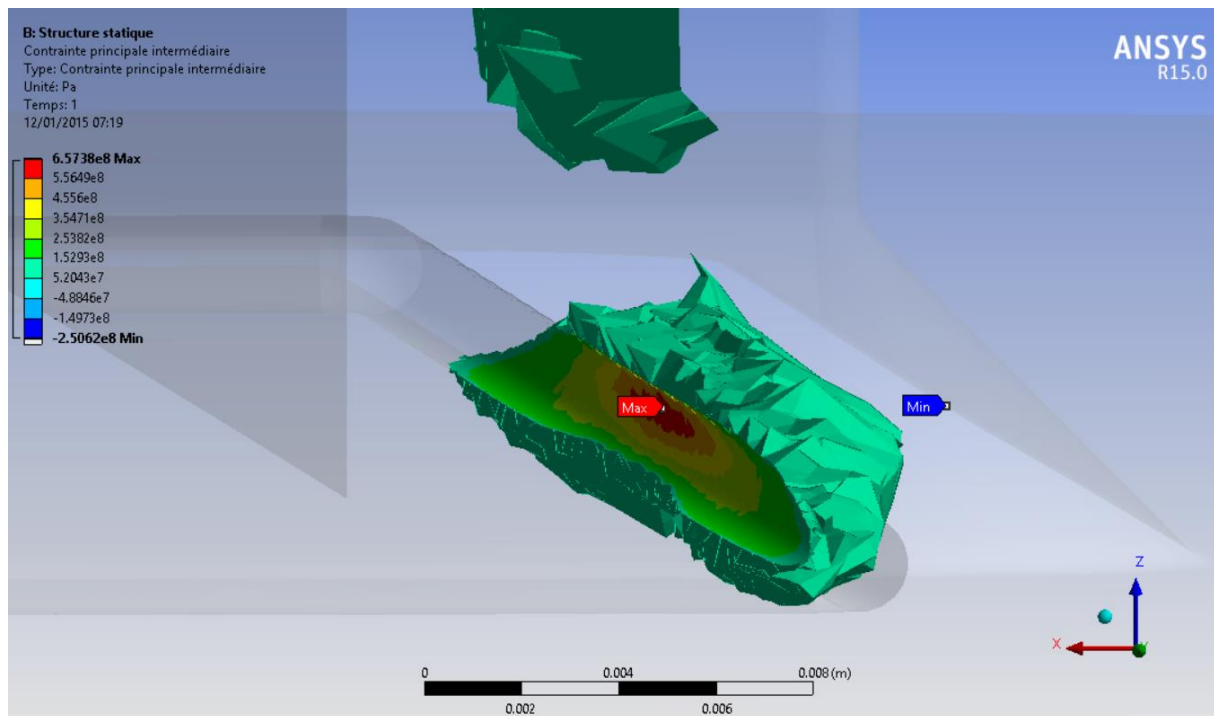 B: Structure statique
Contrainte principale intermédiaire
Type: Contrainte principale intermédiaire
Unité: Pa
Temps: 1
12/01/2015 07:19
ANSYS
R15.0
6.5738e8 Max
5.5649e8
4.556e8
3.5471e8
2.5382e8
1.5293e8
5.2043e7
-4.8846e7
-1.4973e8
-2.5062e8 Min
Max
Min
Z
X
0 0.004 0.008 (m)
0.002 0.006